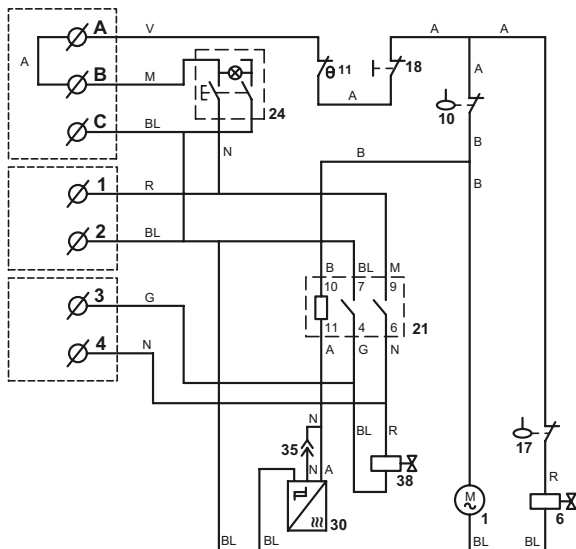 A V A A
A θ 11 18 A
B M A 10
24
C BL B
N B
1 R B
2 BL
B BL M
10 7 9
3 G
11 4 6 21
4 N A G N
N BL R 17
35 R
N A 38 M
30 1 6
BL BL BL BL